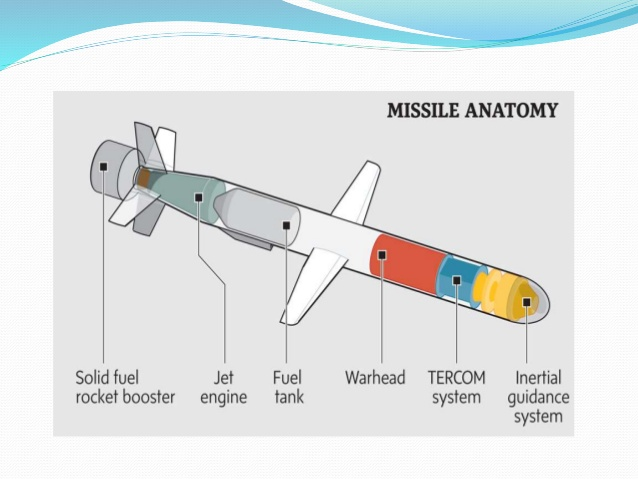 MISSILE ANATOMY
Solid fuel
rocket booster
Jet
engine
Fuel
tank
Warhead
TERCOM
system
Inertial
guidance
system